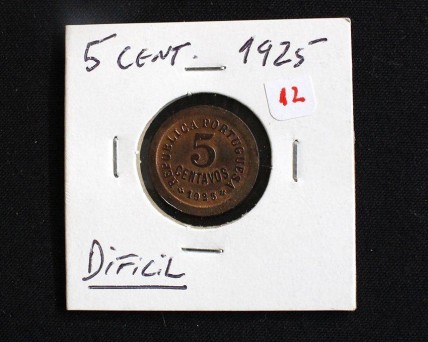 5 CENT. 1925
12
REPUBLICA PORTUGUESA
5
CENTAVOS
1925
DIFICIL